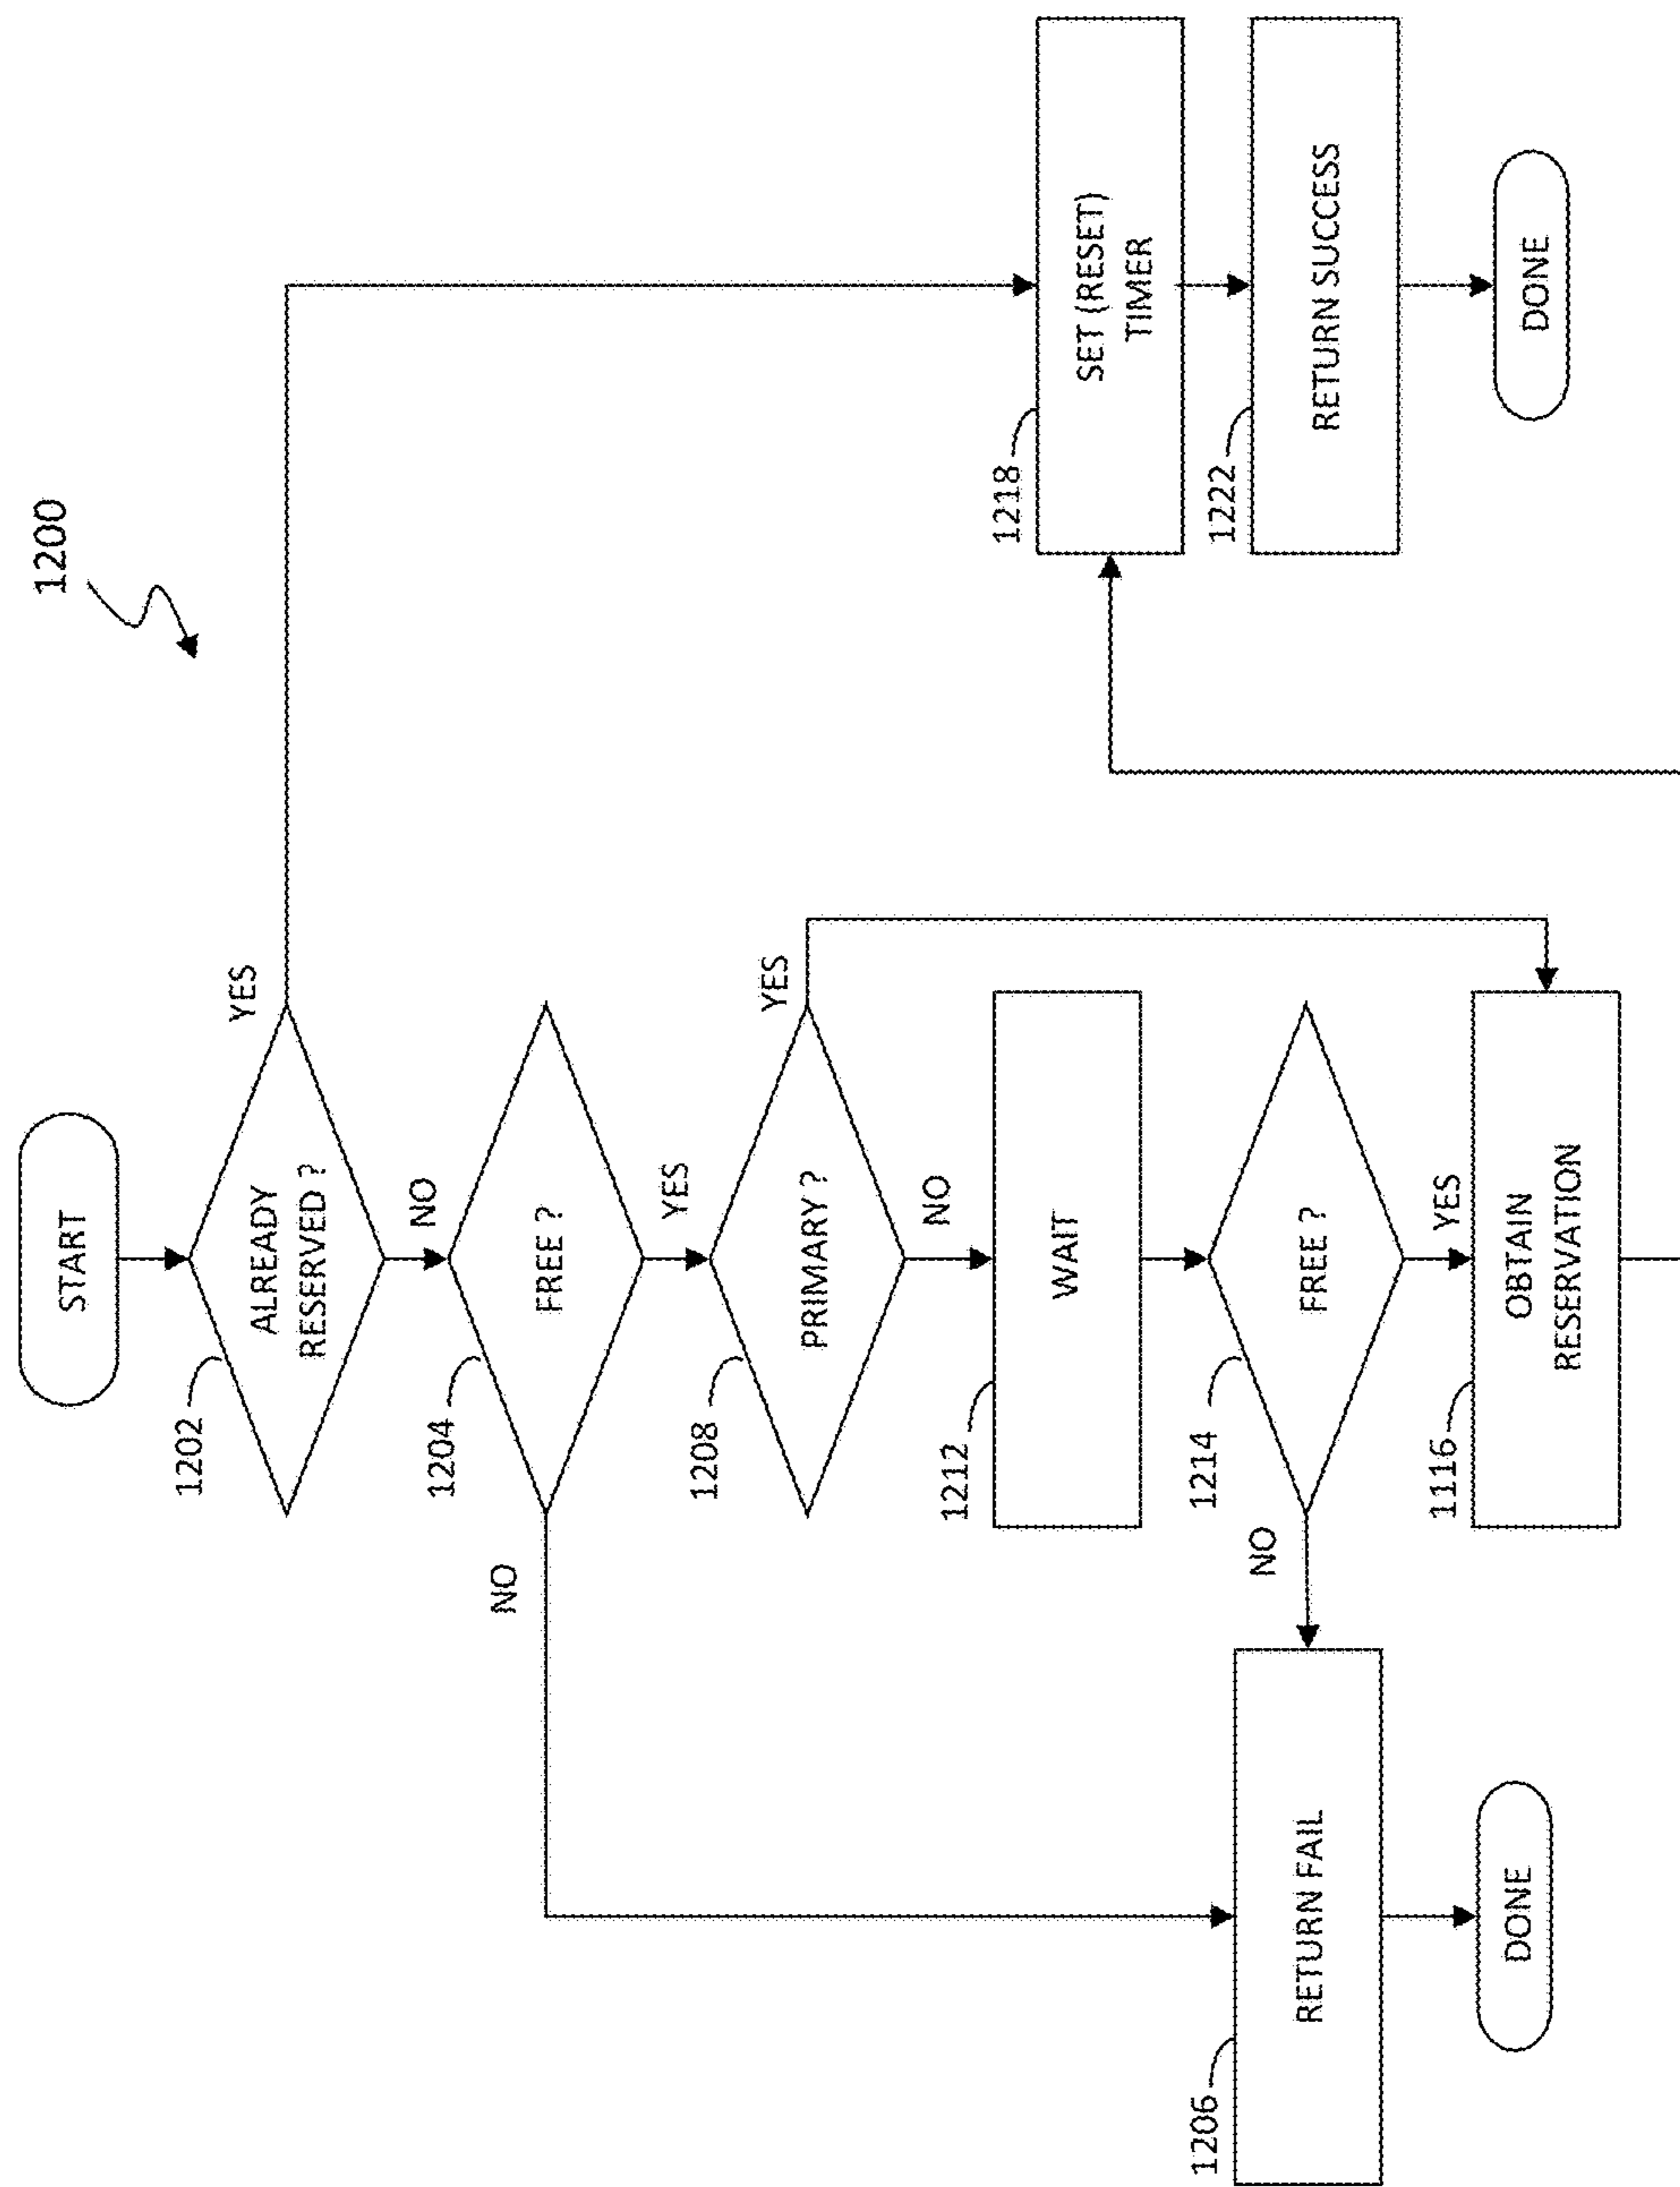 1200
START
1202
ALREADY
RESERVED ?
YES
NO
1204
FREE ?
NO
YES
1208
PRIMARY ?
YES
NO
1212
WAIT
1214
FREE ?
NO
YES
1116
OBTAIN
RESERVATION
1206
RETURN FAIL
DONE
1218
SET (RESET)
TIMER
1222
RETURN SUCCESS
DONE